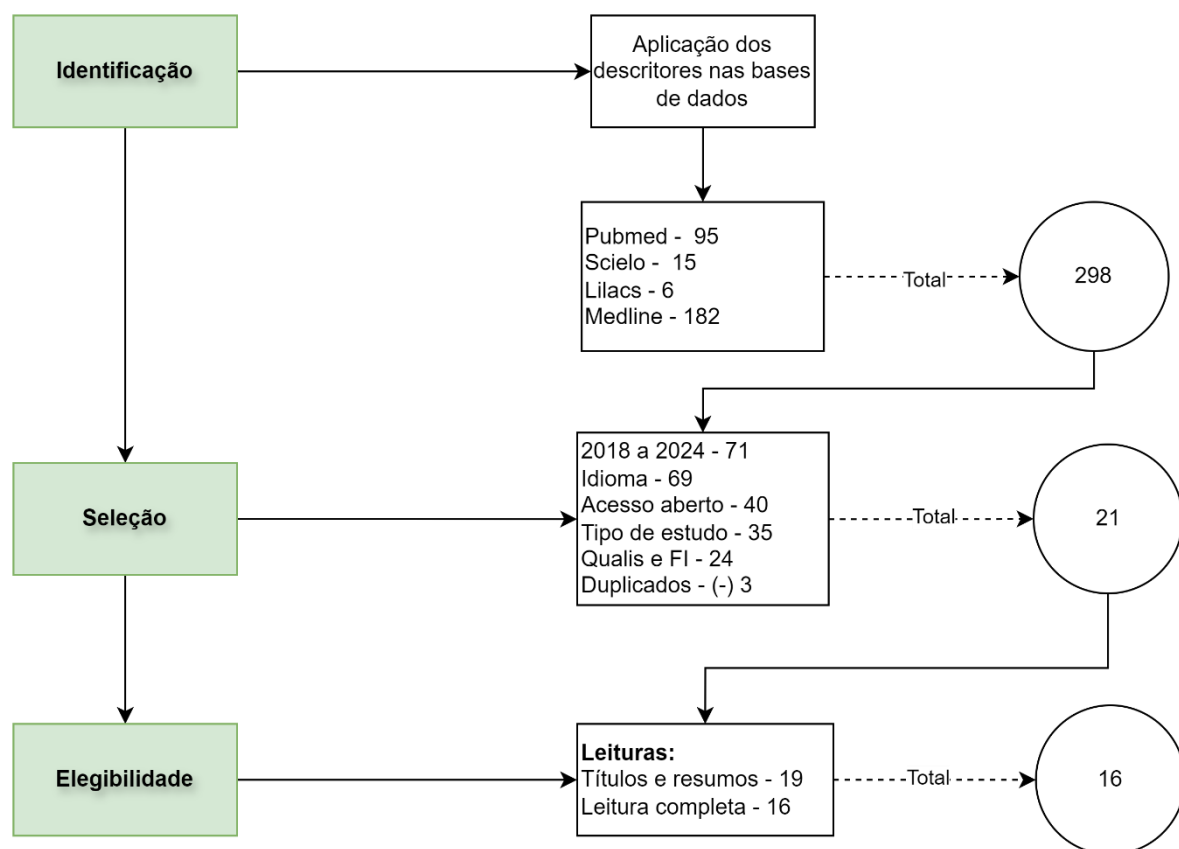 Identificação
Aplicação dos
descritores nas bases
de dados
Pubmed - 95
Scielo - 15
Lilacs - 6
Medline - 182
Total
298
Seleção
2018 a 2024 - 71
Idioma - 69
Acesso aberto - 40
Tipo de estudo - 35
Qualis e FI - 24
Duplicados - (-) 3
Total
21
Elegibilidade
Leituras:
Títulos e resumos - 19
Leitura completa - 16
Total
16